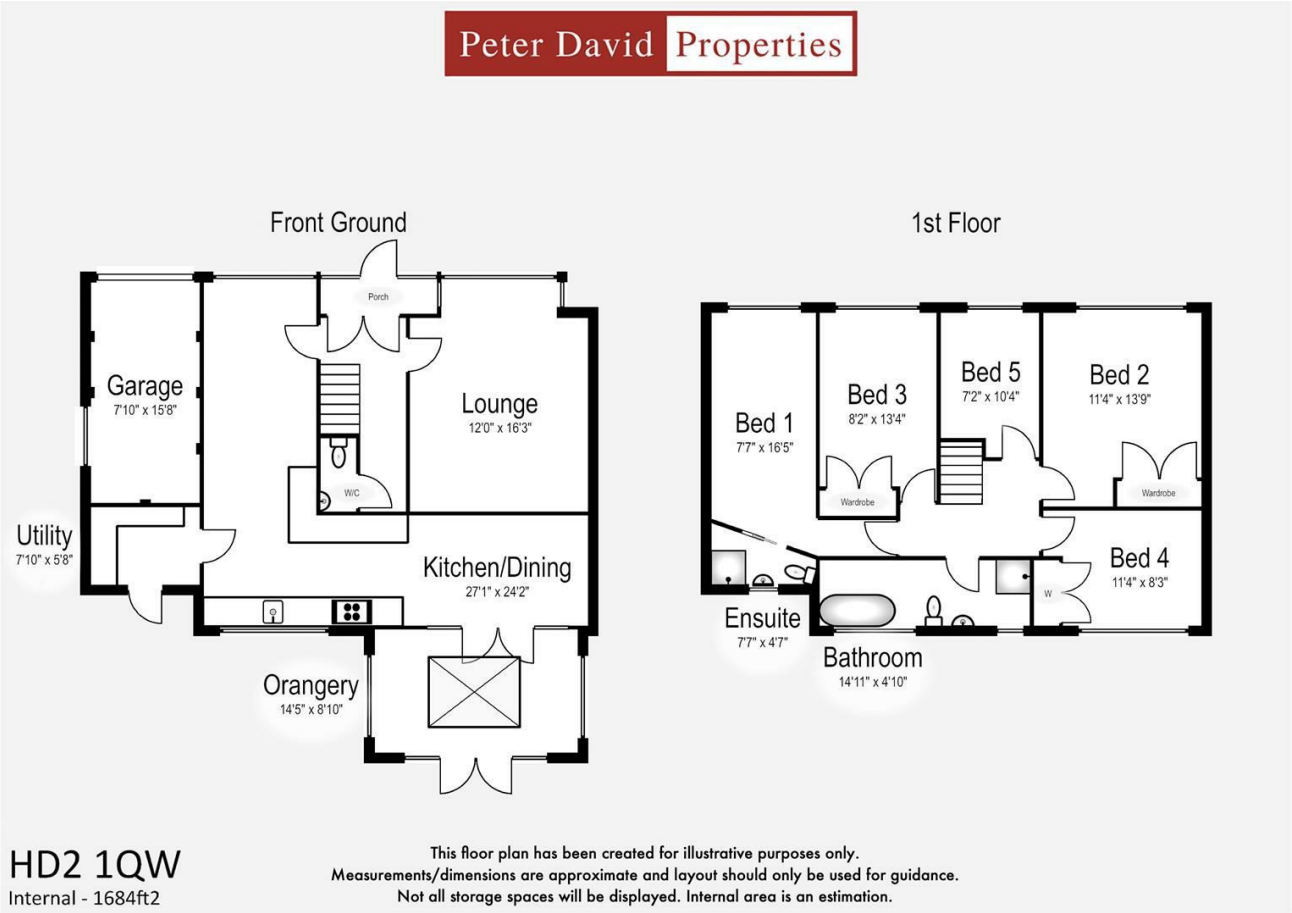 Peter David Properties
Front Ground
1st Floor
Porch
Garage
7'10" x 15'8"
Lounge
12'0" x 16'3"
W/C
Utility
7'10" x 5'8"
Kitchen/Dining
27'1" x 24'2"
Orangery
14'5" x 8'10"
Bed 1
7'7" x 16'5"
Bed 3
8'2" x 13'4"
Bed 5
7'2" x 10'4"
Bed 2
11'4" x 13'9"
Wardrobe
Wardrobe
Bed 4
11'4" x 8'3"
W
Ensuite
7'7" x 4'7"
Bathroom
14'11" x 4'10"
HD2 1QW
Internal - 1684ft2
This floor plan has been created for illustrative purposes only.
Measurements/dimensions are approximate and layout should only be used for guidance.
Not all storage spaces will be displayed. Internal area is an estimation.